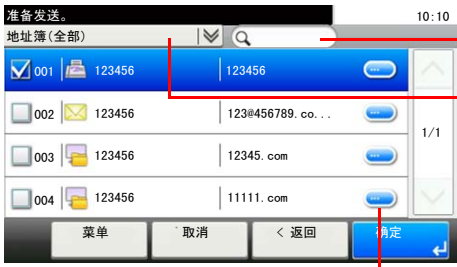 准备发送。 10:10
地址簿(全部)
001 123456 123456
002 123456 123@456789.co...
1/1
003 123456 12345.com
004 123456 11111.com
菜单 取消 < 返回 确定